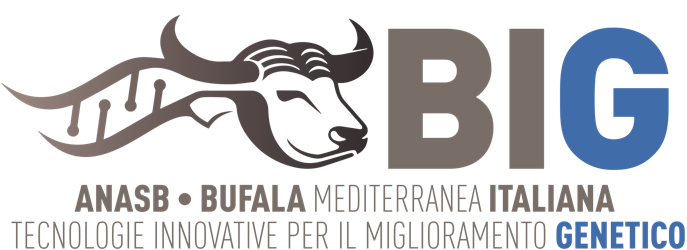 BIG
ANASB • BUFALA MEDITERRANEA ITALIANA
TECNOLOGIE INNOVATIVE PER IL MIGLIORAMENTO GENETICO